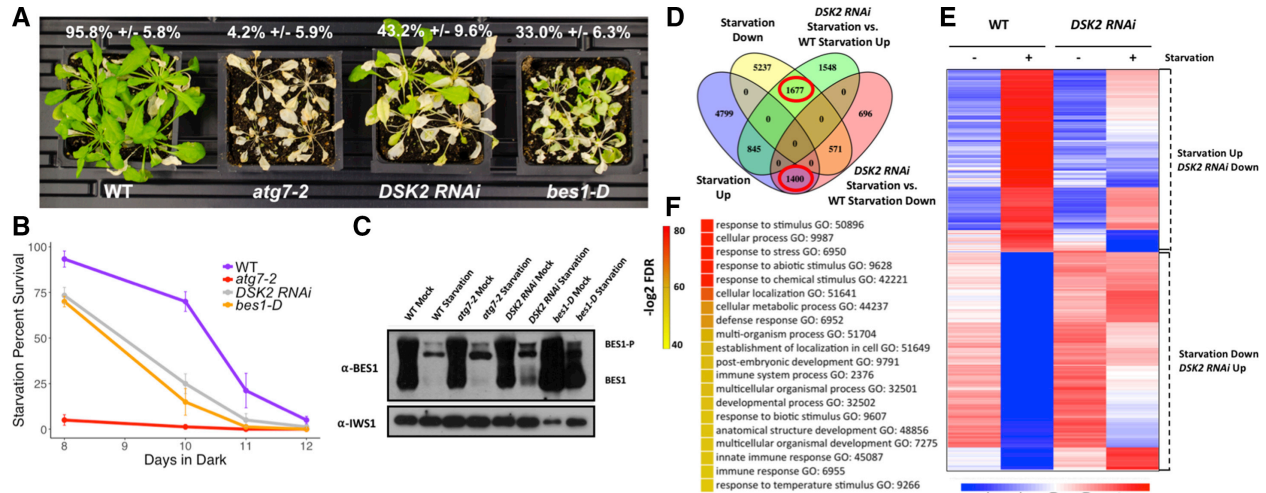 A
95.8% +/- 5.8%
4.2% +/- 5.9%
43.2% +/- 9.6%
33.0% +/- 6.3%
WT
atg7-2
DSK2 RNAi
bes1-D
B
Starvation Percent Survival
100
75
50
25
0
8
9
10
11
12
Days in Dark
WT
atg7-2
DSK2 RNAi
bes1-D
C
WT Mock
WT Starvation
atg7-2 Mock
atg7-2 Starvation
DSK2 RNAi Mock
DSK2 RNAi Starvation
bes1-D Mock
bes1-D Starvation
α-BES1
BES1-P
BES1
α-IWS1
D
Starvation
Down
DSK2 RNAi
Starvation vs.
WT Starvation Up
5237
1548
4799
0
1677
0
696
0
0
845
0
571
0
0
1400
Starvation
Up
DSK2 RNAi
Starvation vs.
WT Starvation Down
E
WT
DSK2 RNAi
-
+
-
+
Starvation
Starvation Up
DSK2 RNAi Down
Starvation Down
DSK2 RNAi Up
F
-log2 FDR
80
60
40
response to stimulus GO: 50896
cellular process GO: 9987
response to stress GO: 6950
response to abiotic stimulus GO: 9628
response to chemical stimulus GO: 42221
cellular localization GO: 51641
cellular metabolic process GO: 44237
defense response GO: 6952
multi-organism process GO: 51704
establishment of localization in cell GO: 51649
post-embryonic development GO: 9791
immune system process GO: 2376
multicellular organismal process GO: 32501
developmental process GO: 32502
response to biotic stimulus GO: 9607
anatomical structure development GO: 48856
multicellular organismal development GO: 7275
innate immune response GO: 45087
immune response GO: 6955
response to temperature stimulus GO: 9266